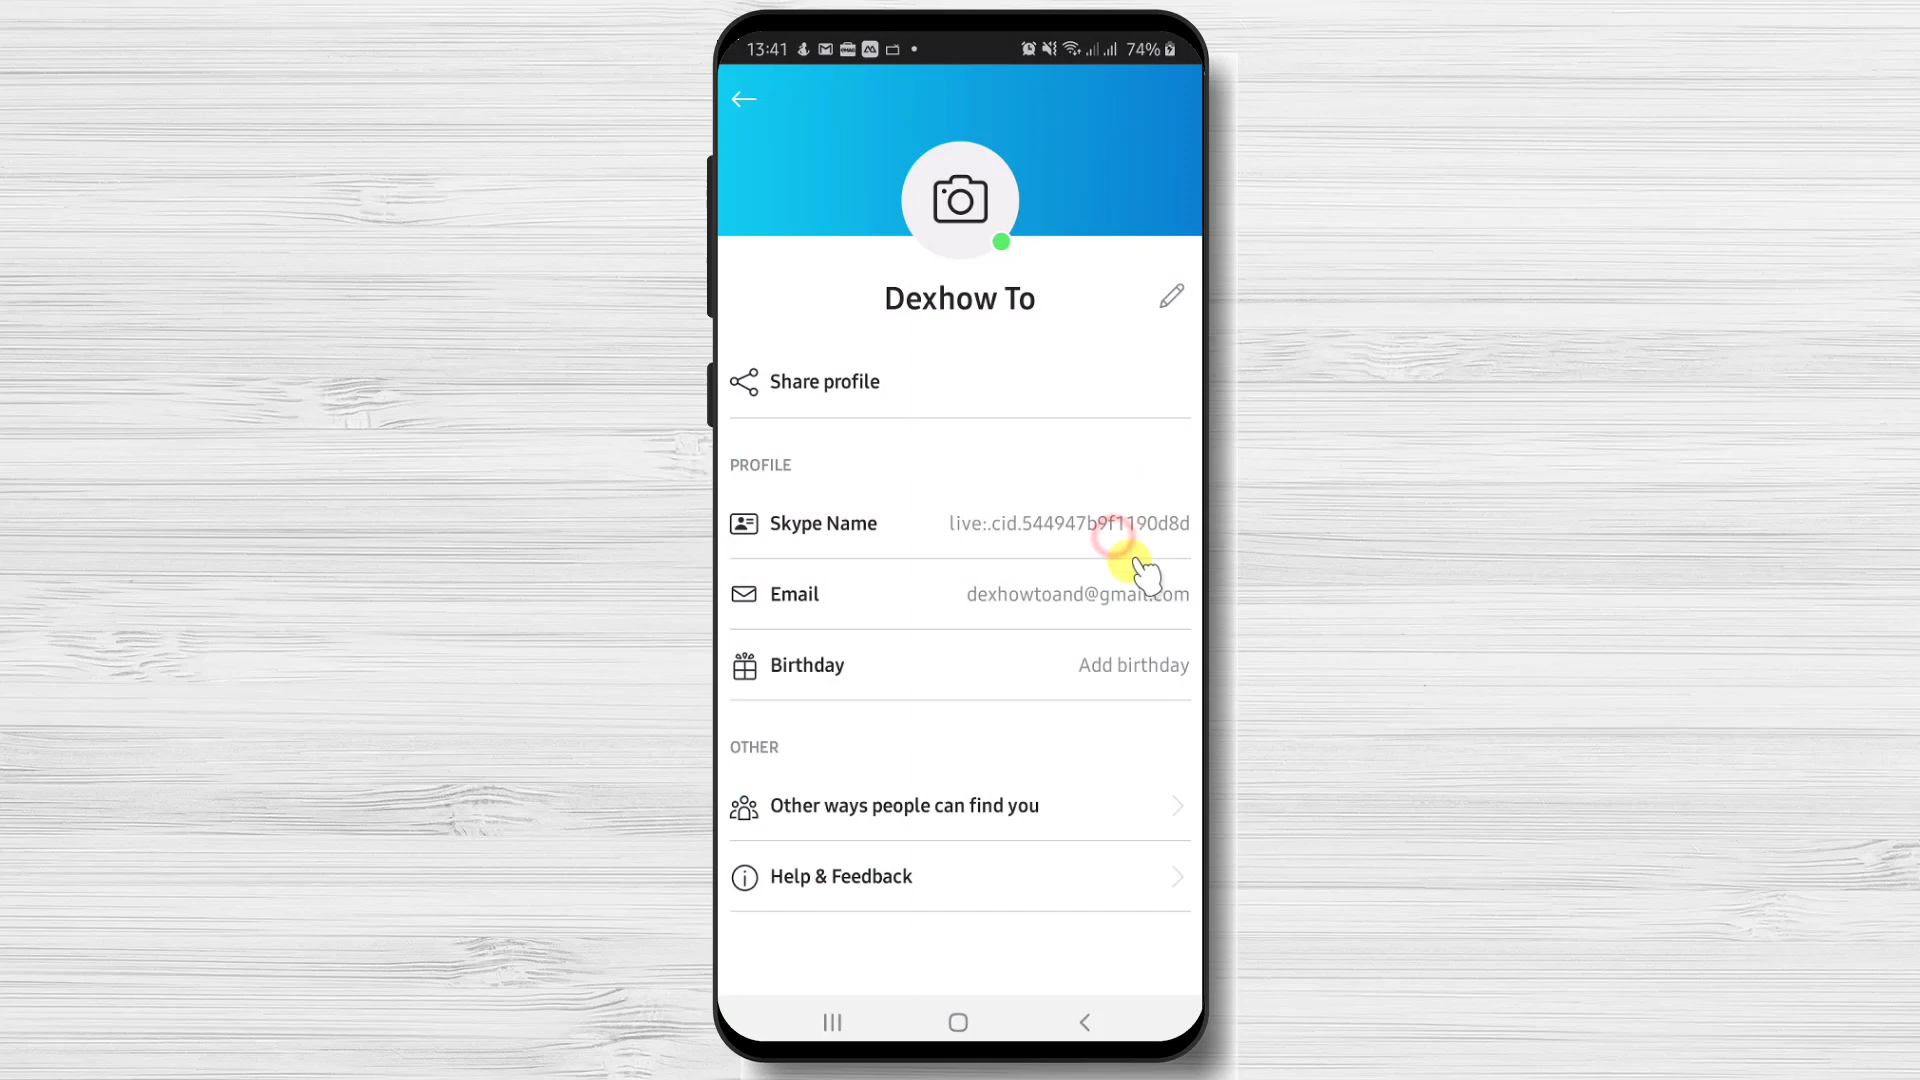 13:41 74%
Dexhow To
Share profile
PROFILE
Skype Name live:.cid.544947b9f1190d8d
Email dexhowtoand@gmail.com
Birthday Add birthday
OTHER
Other ways people can find you
Help & Feedback